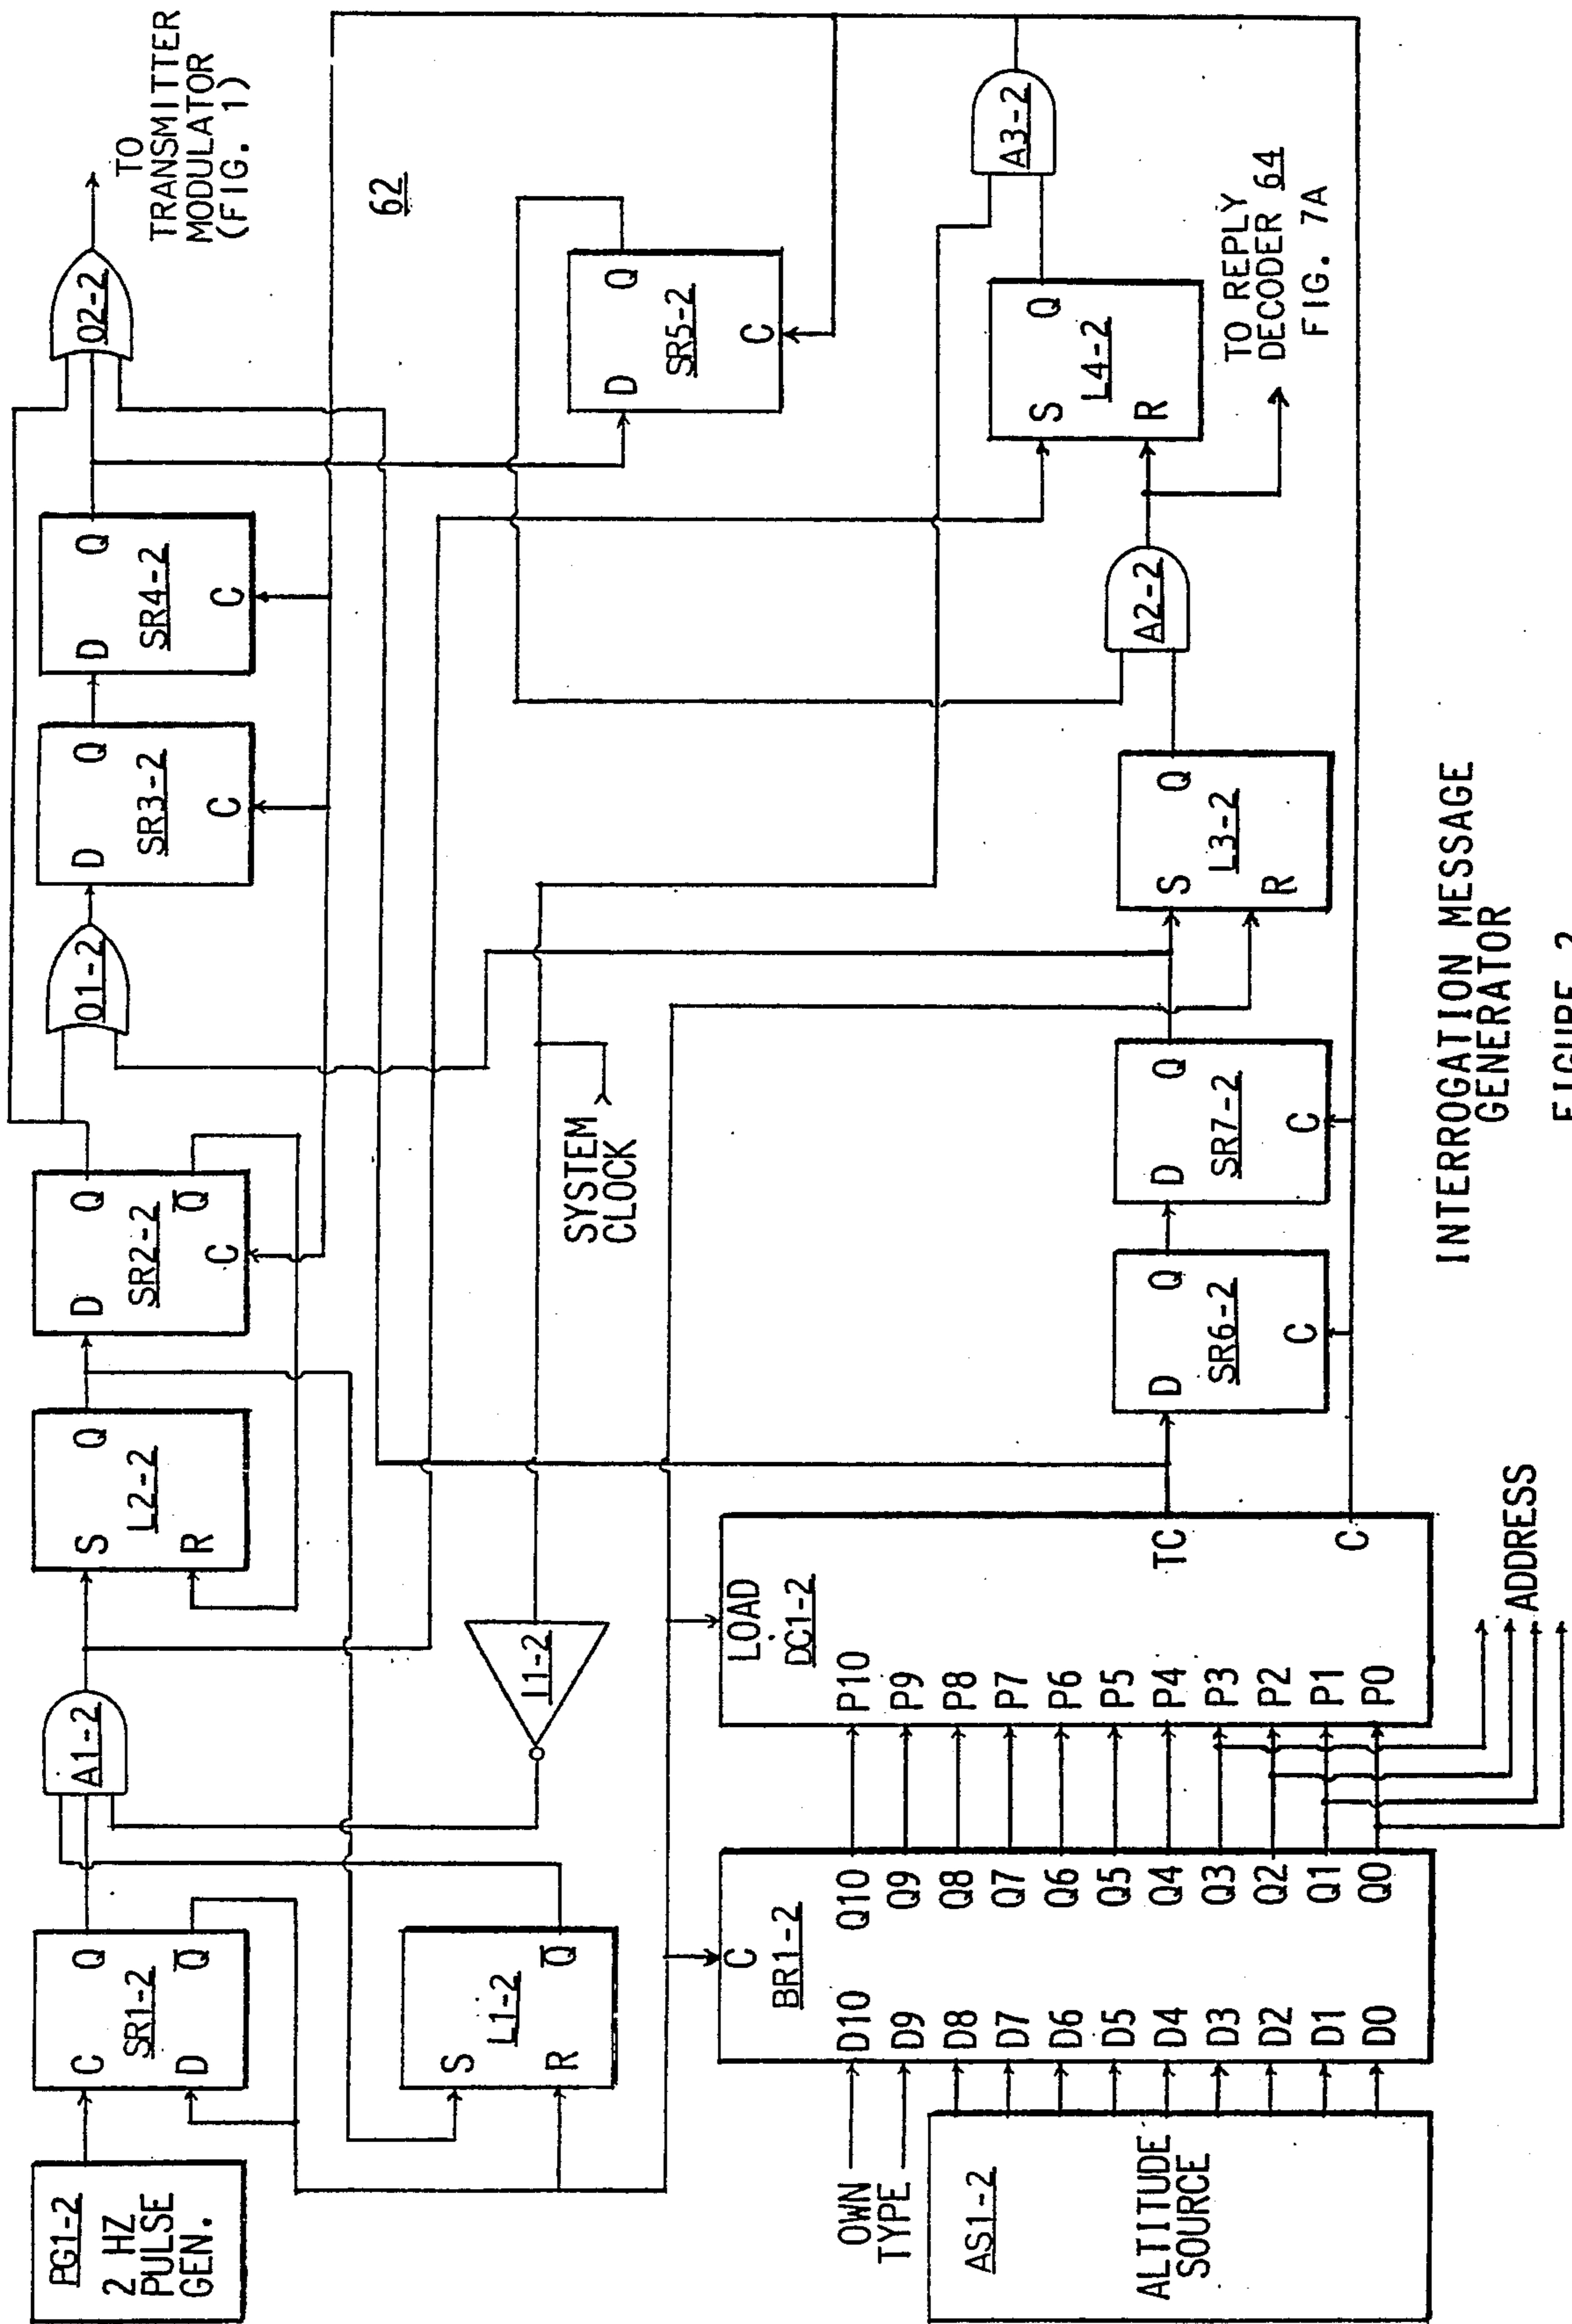 PG1-2
2 HZ
PULSE
GEN.
C
Q
SR1-2
D
Q̅
A1-2
S
Q
L2-2
R
D
Q
SR2-2
Q̅
C
O1-2
D
Q
SR3-2
C
D
Q
SR4-2
C
O2-2
TO
TRANSMITTER
MODULATOR
(FIG. 1)
S
L1-2
R
Q̅
I1-2
SYSTEM
CLOCK
62
D
Q
SR5-2
C
OWN
TYPE
AS1-2
ALTITUDE
SOURCE
C
BR1-2
D10 Q10
D9 Q9
D8 Q8
D7 Q7
D6 Q6
D5 Q5
D4 Q4
D3 Q3
D2 Q2
D1 Q1
D0 Q0
LOAD
DC1-2
P10
P9
P8
P7
P6
P5
P4
P3
P2
P1
P0
TC
C
ADDRESS
D
Q
SR6-2
C
D
Q
SR7-2
C
S
Q
L3-2
R
A2-2
S
Q
L4-2
R
A3-2
TO REPLY
DECODER 64
FIG. 7A
INTERROGATION MESSAGE
GENERATOR
FIGURE 2